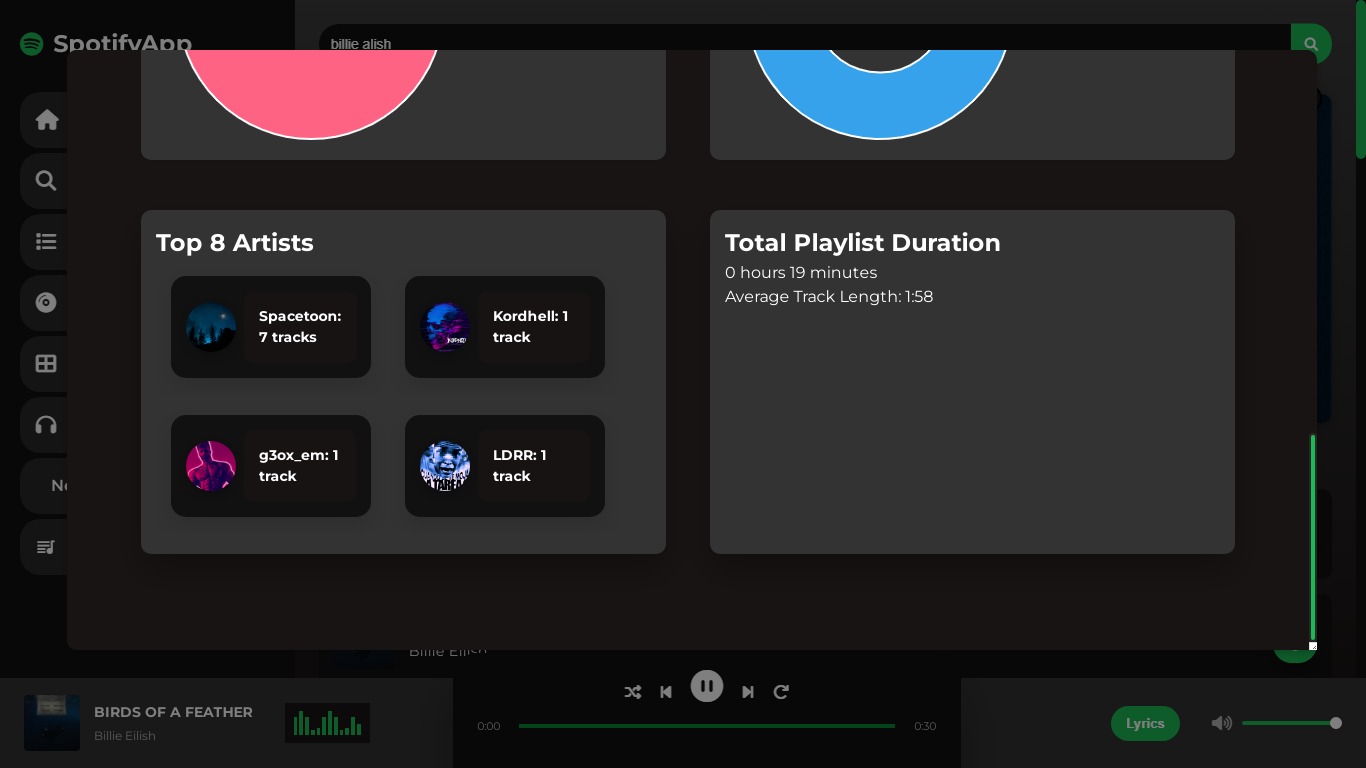 SpotifyApp
billie alish
Top 8 Artists
Total Playlist Duration
0 hours 19 minutes
Average Track Length: 1:58
Spacetoon:
7 tracks
Kordhell: 1
track
g3ox_em: 1
track
LDRR: 1
track
Billie Eilish
BIRDS OF A FEATHER
Billie Eilish
0:00
0:30
Lyrics